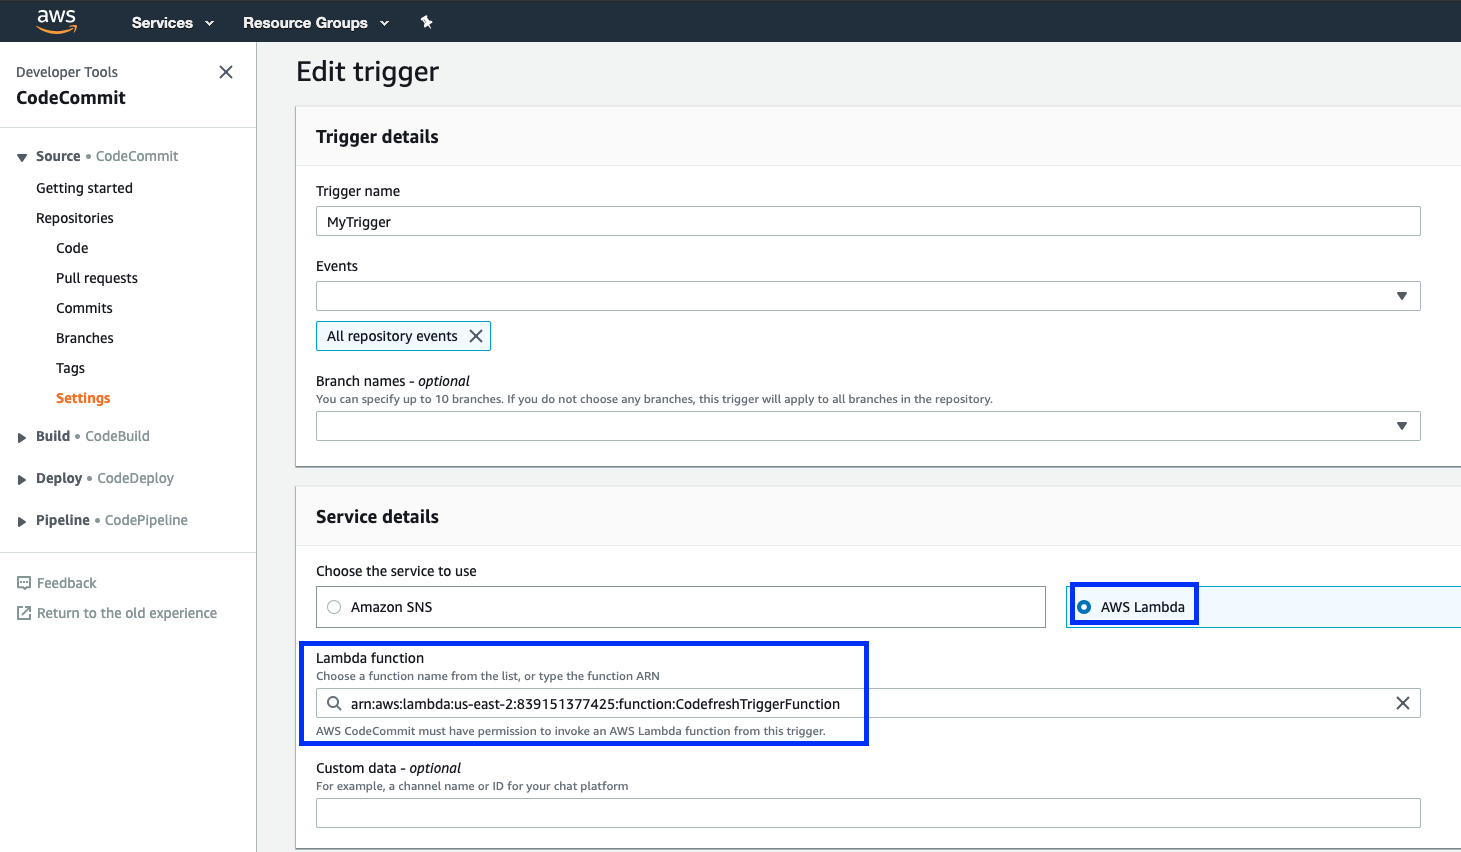 aws
Services
Resource Groups
Developer Tools
CodeCommit
Source • CodeCommit
Getting started
Repositories
Code
Pull requests
Commits
Branches
Tags
Settings
Build • CodeBuild
Deploy • CodeDeploy
Pipeline • CodePipeline
Feedback
Return to the old experience
Edit trigger
Trigger details
Trigger name
MyTrigger
Events
All repository events
Branch names - optional
You can specify up to 10 branches. If you do not choose any branches, this trigger will apply to all branches in the repository.
Service details
Choose the service to use
Amazon SNS
AWS Lambda
Lambda function
Choose a function name from the list, or type the function ARN
arn:aws:lambda:us-east-2:839151377425:function:CodefreshTriggerFunction
AWS CodeCommit must have permission to invoke an AWS Lambda function from this trigger.
Custom data - optional
For example, a channel name or ID for your chat platform